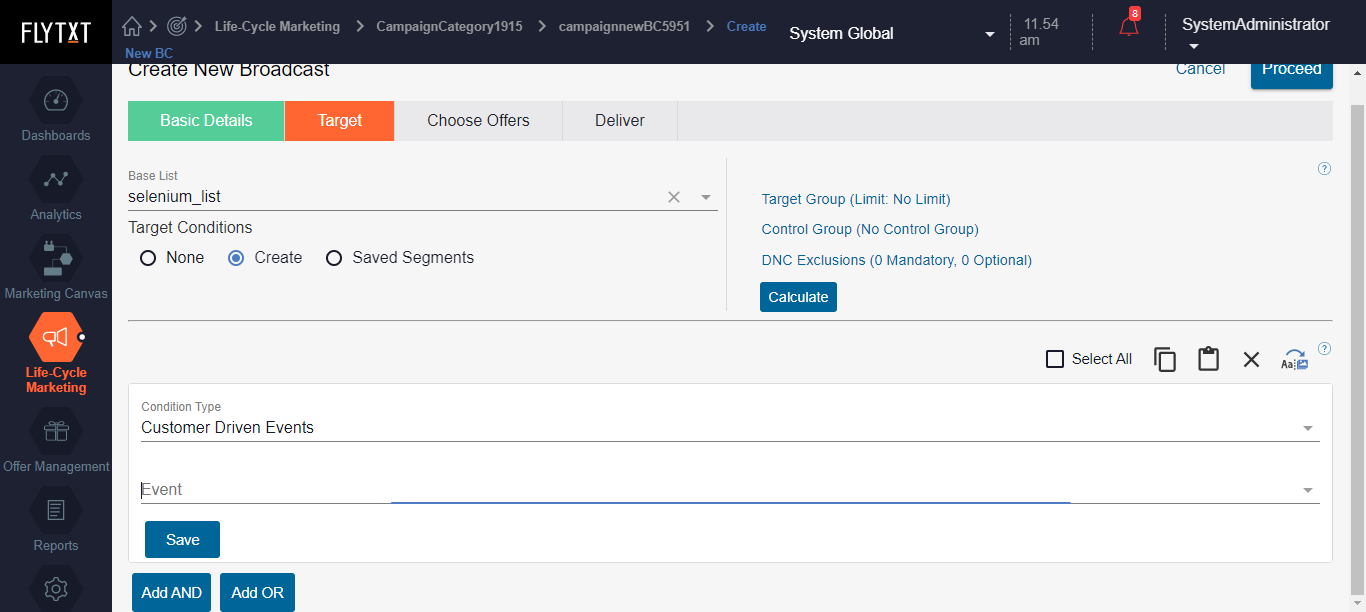 FLYTXT
Life-Cycle Marketing
CampaignCategory1915
campaignnewBC5951
Create
New BC
System Global
11.54
am
8
SystemAdministrator
Dashboards
Analytics
Marketing Canvas
Life-Cycle
Marketing
Offer Management
Reports
Create New Broadcast
Cancel
Proceed
Basic Details
Target
Choose Offers
Deliver
Base List
selenium_list
Target Conditions
None
Create
Saved Segments
?
Target Group (Limit: No Limit)
Control Group (No Control Group)
DNC Exclusions (0 Mandatory, 0 Optional)
Calculate
Select All
Aa
?
Condition Type
Customer Driven Events
Event
Save
Add AND
Add OR